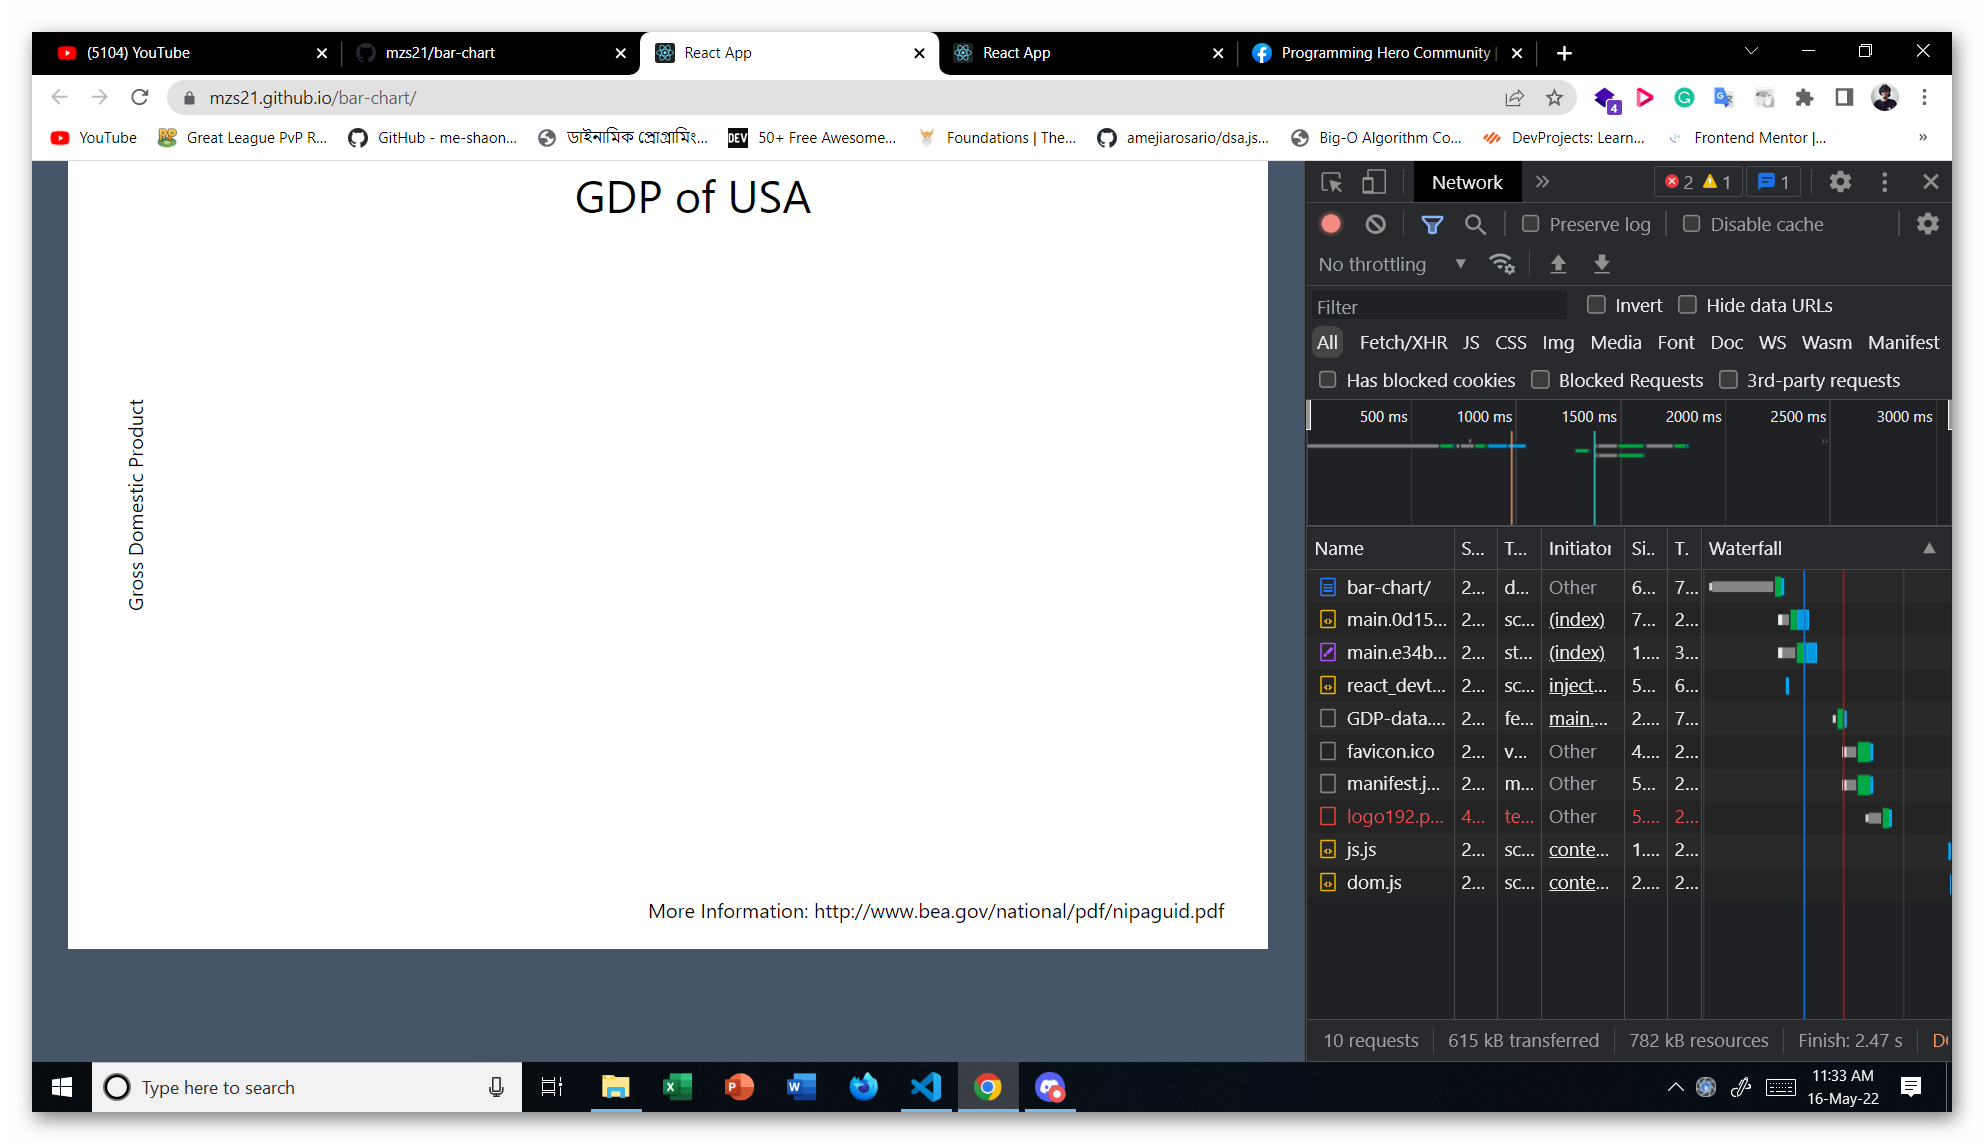 (5104) YouTube
mzs21/bar-chart
React App
React App
Programming Hero Community |
mzs21.github.io/bar-chart/
4
YouTube
Great League PvP R...
GitHub - me-shaon...
ডাইনামিক প্রোগ্রামিং...
DEV
50+ Free Awesome...
Foundations | The...
amejiarosario/dsa.js...
Big-O Algorithm Co...
DevProjects: Learn...
Frontend Mentor |...
»
GDP of USA
Gross Domestic Product
More Information: http://www.bea.gov/national/pdf/nipaguid.pdf
Network
2
1
1
Preserve log
Disable cache
No throttling
Filter
Invert
Hide data URLs
All Fetch/XHR JS CSS Img Media Font Doc WS Wasm Manifest
Has blocked cookies
Blocked Requests
3rd-party requests
500 ms 1000 ms 1500 ms 2000 ms 2500 ms 3000 ms
Name S... T... Initiator Si.. T. Waterfall
bar-chart/ 2... d... Other 6... 7...
main.0d15... 2... sc... (index) 7... 2...
main.e34b... 2... st... (index) 1.... 3...
react_devt... 2... sc... inject... 5... 6...
GDP-data.... 2... fe... main.... 2.... 7...
favicon.ico 2... v... Other 4.... 2...
manifest.j... 2... m... Other 5... 2...
logo192.p... 4... te... Other 5.... 2...
js.js 2... sc... conte... 1.... 2...
dom.js 2... sc... conte... 2.... 2...
10 requests
615 kB transferred
782 kB resources
Finish: 2.47 s
Type here to search
11:33 AM
16-May-22